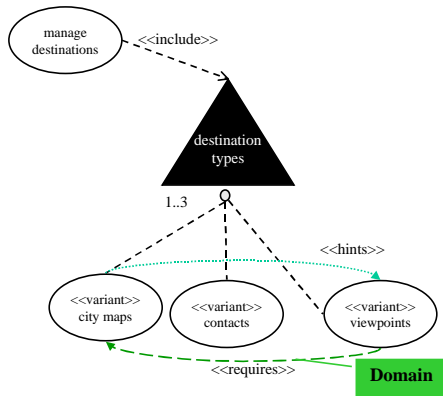 manage
destinations
<<include>>
destination
types
1..3
<<hints>>
<<variant>>
city maps
<<variant>>
contacts
<<variant>>
viewpoints
<<requires>>
Domain